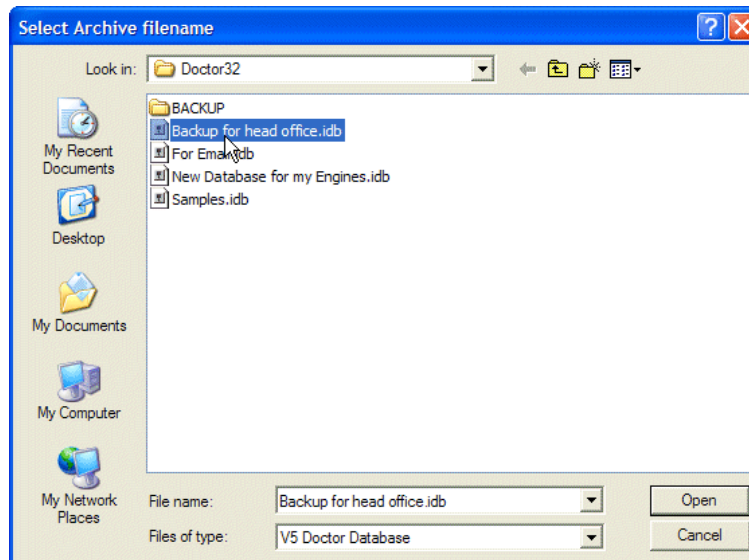 Select Archive filename
Look in: Doctor32
My Recent
Documents
Desktop
My Documents
My Computer
My Network
Places
BACKUP
Backup for head office.idb
For Email.idb
New Database for my Engines.idb
Samples.idb
File name: Backup for head office.idb Open
Files of type: V5 Doctor Database Cancel